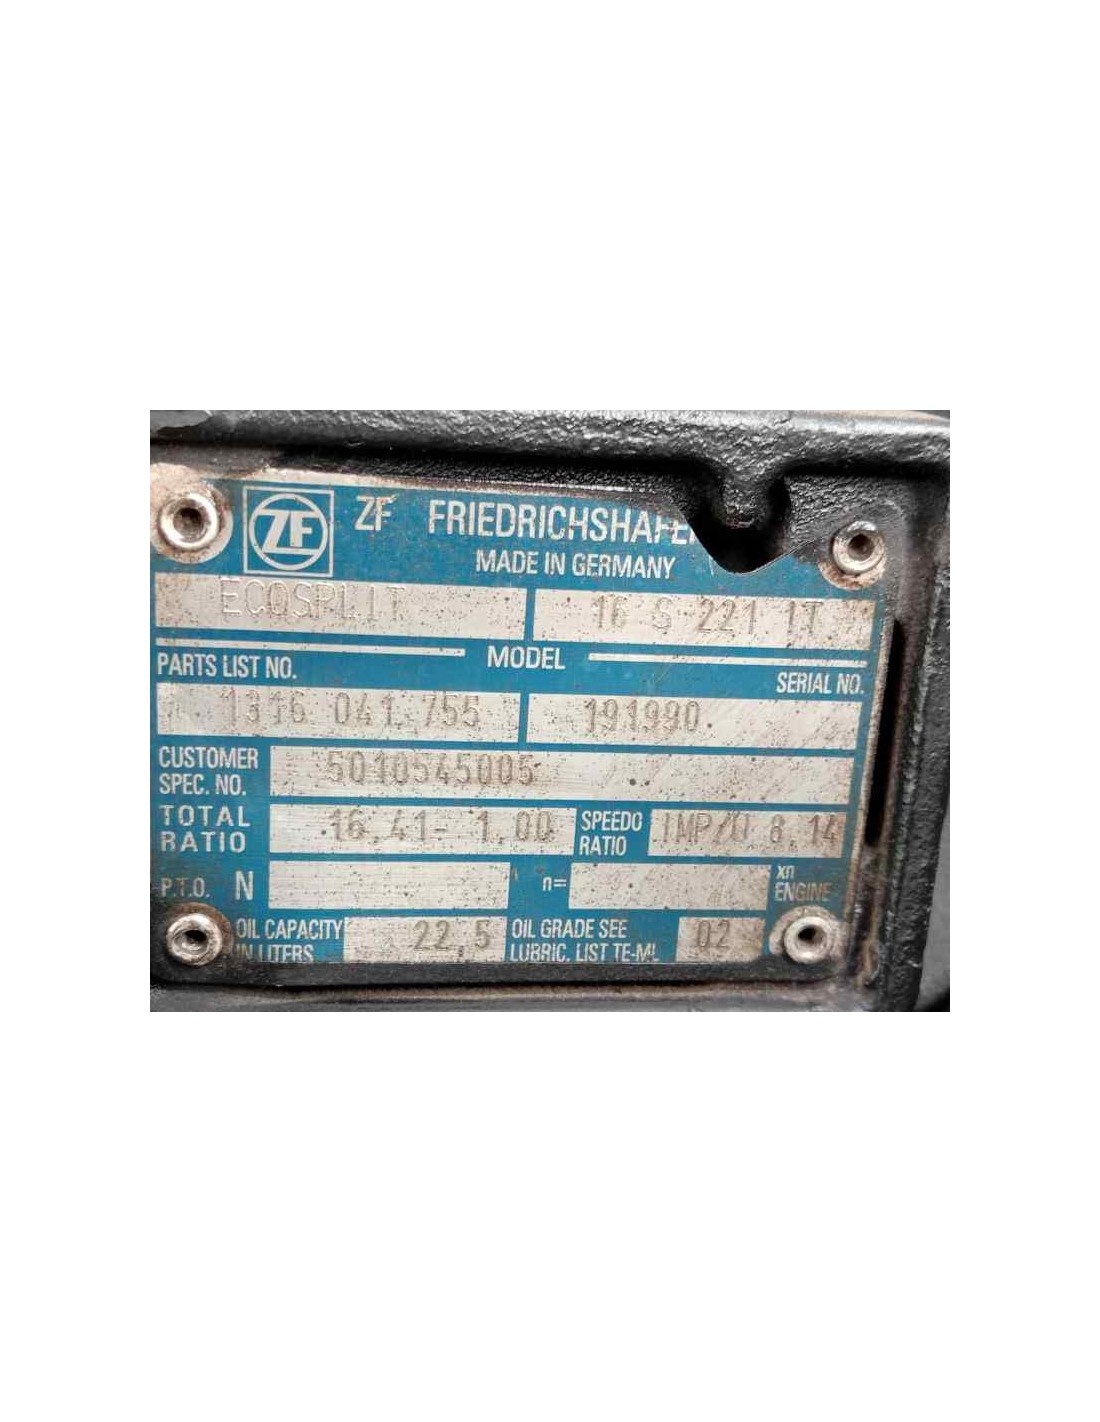 ZF
ZF FRIEDRICHSHAFEN
MADE IN GERMANY
ECOSPLIT 16 S 221 IT
MODEL
PARTS LIST NO. SERIAL NO.
1316 041 755 191990
CUSTOMER SPEC. NO. 5010545005
TOTAL RATIO 16,41- 1,00 SPEEDO RATIO IMP/U 8,14
P.T.O. N n= xn ENGINE
OIL CAPACITY IN LITERS 22,5 OIL GRADE SEE LUBRIC. LIST TE-ML 02